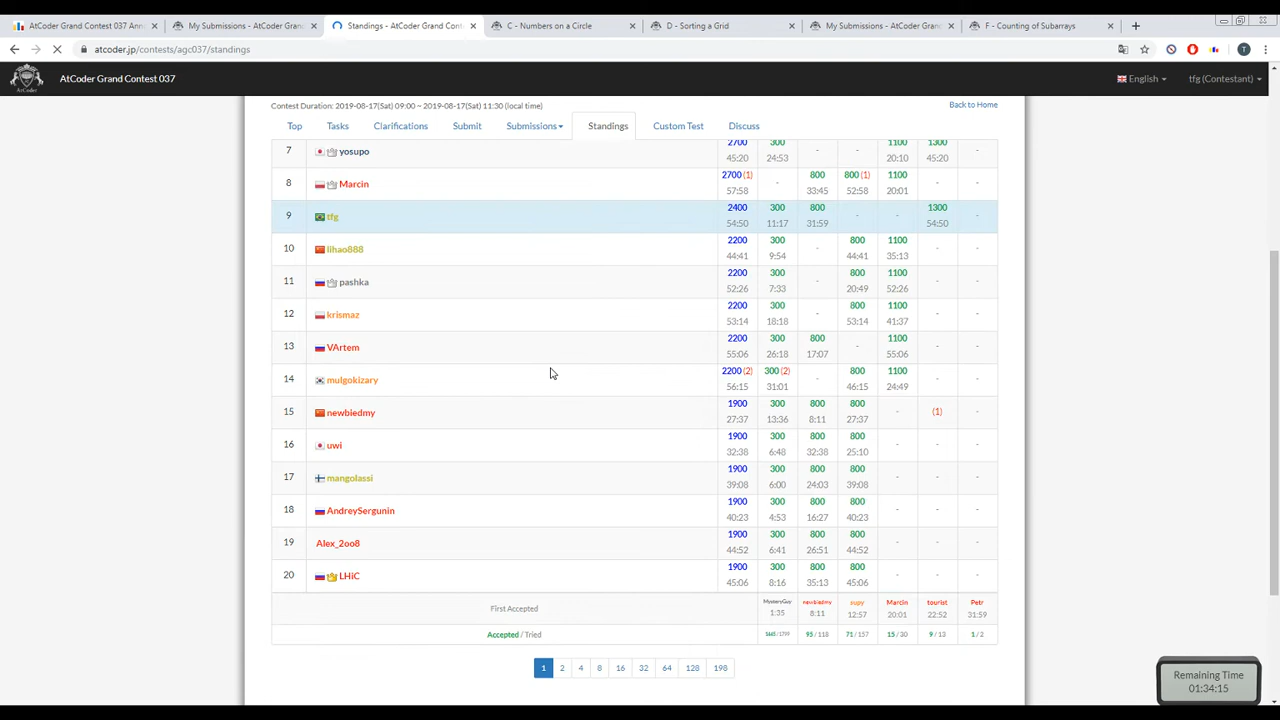 AtCoder Grand Contest 037 Ann
My Submissions - AtCoder Gran
Standings - AtCoder Grand Cont
C - Numbers on a Circle
D - Sorting a Grid
My Submissions - AtCoder Grand
F - Counting of Subarrays
atcoder.jp/contests/agc037/standings
AtCoder Grand Contest 037 English tfg (Contestant)
Contest Duration: 2019-08-17(Sat) 09:00 ~ 2019-08-17(Sat) 11:30 (local time) Back to Home
Top Tasks Clarifications Submit Submissions Standings Custom Test Discuss
7 yosupo 2700 300 - - 1100 1300 -
45:20 24:53 20:10 45:20
8 Marcin 2700 (1) - 800 800 (1) 1100 - -
57:58 33:45 52:58 20:01
9 tfg 2400 300 800 - - 1300 -
54:50 11:17 31:59 54:50
10 lihao888 2200 300 - 800 1100 - -
44:41 9:54 44:41 35:13
11 pashka 2200 300 - 800 1100 - -
52:26 7:33 20:49 52:26
12 krismaz 2200 300 - 800 1100 - -
53:14 18:18 53:14 41:37
13 VArtem 2200 300 800 - 1100 - -
55:06 26:18 17:07 55:06
14 mulgokizary 2200 (2) 300 (2) - 800 1100 - -
56:15 31:01 46:15 24:49
15 newbiedmy 1900 300 800 800 - (1) -
27:37 13:36 8:11 27:37
16 uwi 1900 300 800 800 - - -
32:38 6:48 32:38 25:10
17 mangolassi 1900 300 800 800 - - -
39:08 6:00 24:03 39:08
18 AndreySergunin 1900 300 800 800 - - -
40:23 4:53 16:27 40:23
19 Alex_2oo8 1900 300 800 800 - - -
44:52 6:41 26:51 44:52
20 LHiC 1900 300 800 800 - - -
45:06 8:16 35:13 45:06
First Accepted MysteryGuy newbiedmy supy Marcin tourist Petr
1:35 8:11 12:57 20:01 22:52 31:59
Accepted / Tried 95 / 118 71 / 157 15 / 30 9 / 13 1 / 2
1 2 4 8 16 32 64 128 198
Remaining Time
01:34:15